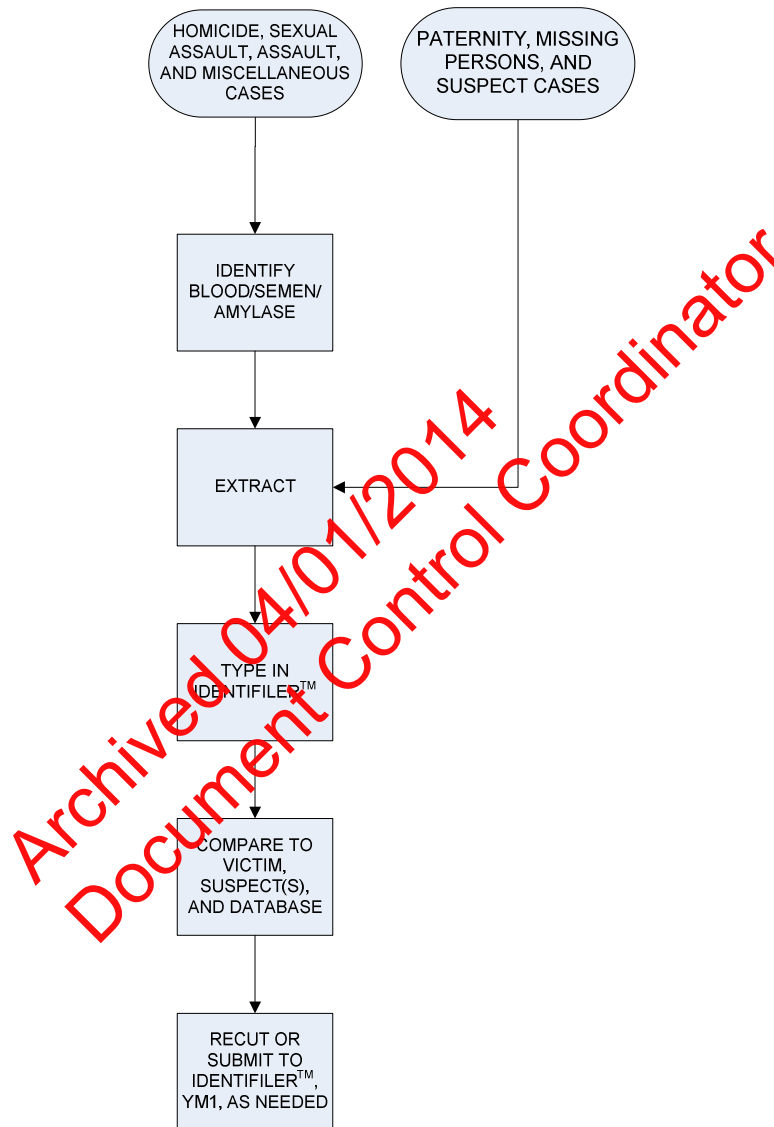 HOMICIDE, SEXUAL
ASSAULT, ASSAULT,
AND MISCELLANEOUS
CASES
PATERNITY, MISSING
PERSONS, AND
SUSPECT CASES
IDENTIFY
BLOOD/SEMEN/
AMYLASE
EXTRACT
TYPE IN
IDENTIFILER™
COMPARE TO
VICTIM,
SUSPECT(S),
AND DATABASE
RECUT OR
SUBMIT TO
IDENTIFILER™,
YM1, AS NEEDED
Archived 04/01/2014
Document Control Coordinator